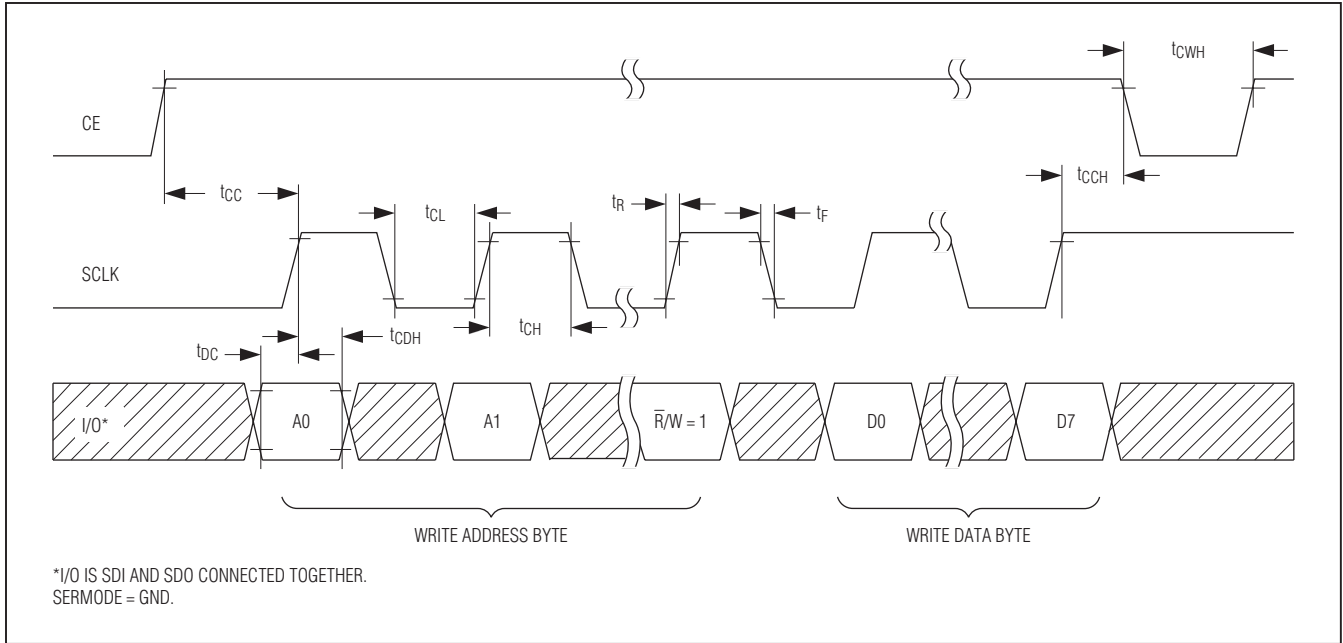 tCWH
CE
tCC
tCL
tR
tF
tCCH
SCLK
tCH
tDC
tCDH
I/O*
A0
A1
R̅/W = 1
D0
D7
WRITE ADDRESS BYTE
WRITE DATA BYTE
*I/O IS SDI AND SDO CONNECTED TOGETHER.
SERMODE = GND.